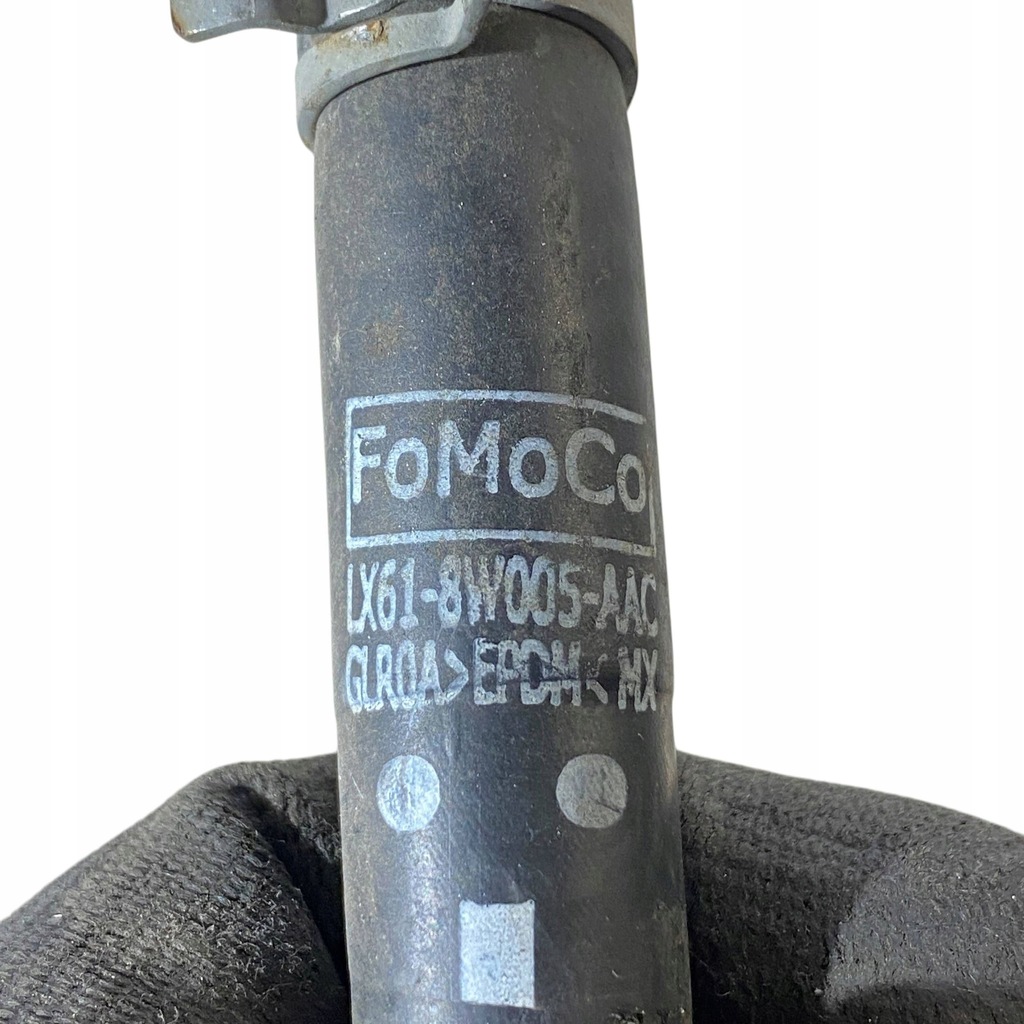 FoMoCo
LX61-8W005-AAC
GLR0A>EPDM< MX